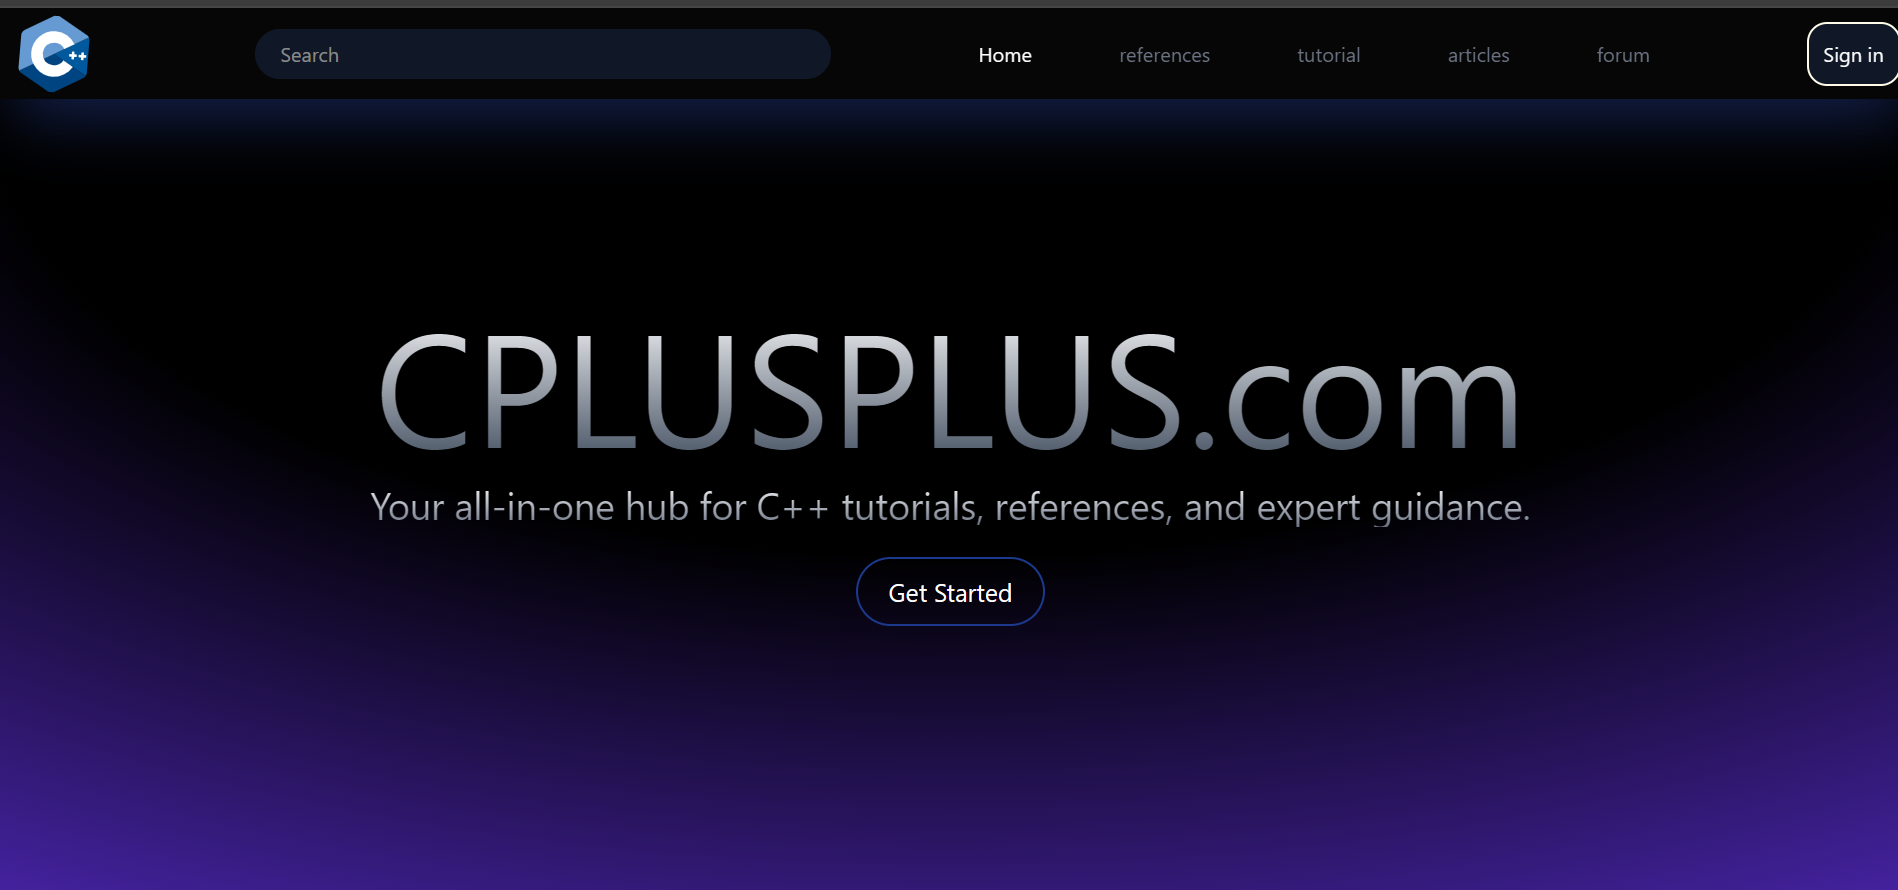 C++
Search
Home
references
tutorial
articles
forum
Sign in
CPLUSPLUS.com
Your all-in-one hub for C++ tutorials, references, and expert guidance.
Get Started